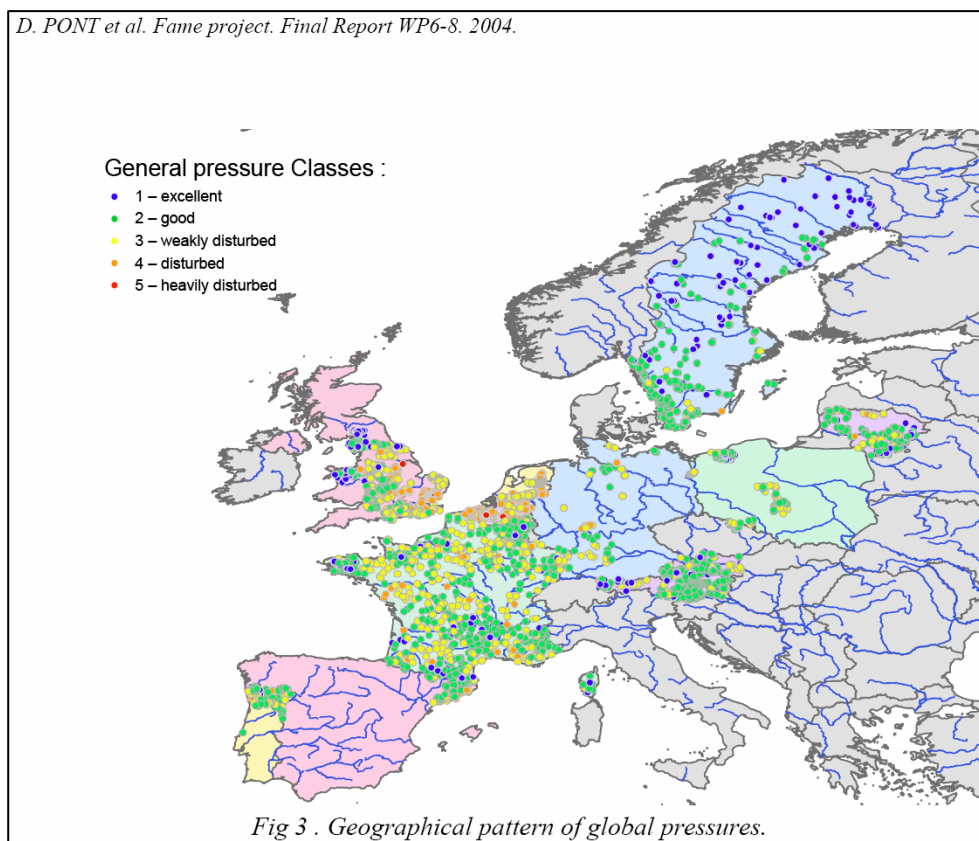 D. PONT et al. Fame project. Final Report WP6-8. 2004.
General pressure Classes :
1 – excellent
2 – good
3 – weakly disturbed
4 – disturbed
5 – heavily disturbed
Fig 3 . Geographical pattern of global pressures.